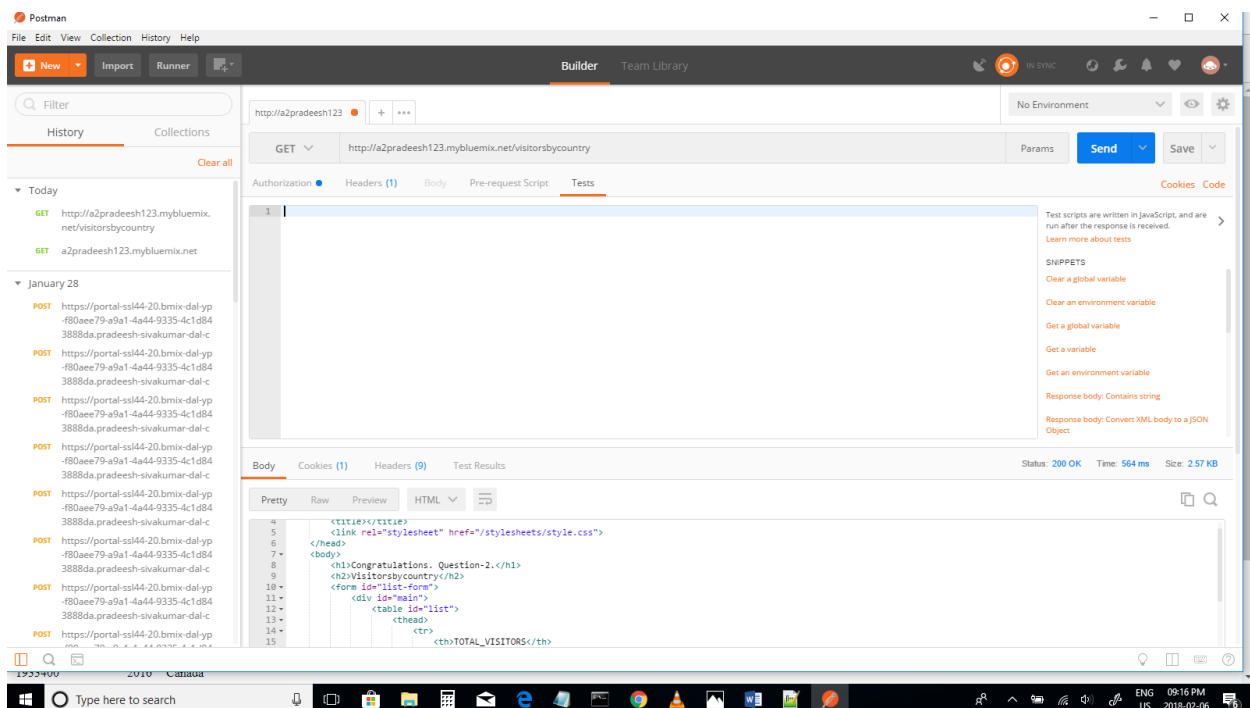 Postman
File Edit View Collection History Help
New Import Runner Builder Team Library IN SYNC
Filter
History Collections
Clear all
Today
GET http://a2pradeesh123.mybluemix.
net/visitorsbycountry
GET a2pradeesh123.mybluemix.net
January 28
POST https://portal-ssl44-20.bmix-dal-yp
-f80aee79-a9a1-4a44-9335-4c1d84
3888da.pradeesh-sivakumar-dal-c
POST https://portal-ssl44-20.bmix-dal-yp
-f80aee79-a9a1-4a44-9335-4c1d84
3888da.pradeesh-sivakumar-dal-c
POST https://portal-ssl44-20.bmix-dal-yp
-f80aee79-a9a1-4a44-9335-4c1d84
3888da.pradeesh-sivakumar-dal-c
POST https://portal-ssl44-20.bmix-dal-yp
-f80aee79-a9a1-4a44-9335-4c1d84
3888da.pradeesh-sivakumar-dal-c
POST https://portal-ssl44-20.bmix-dal-yp
-f80aee79-a9a1-4a44-9335-4c1d84
3888da.pradeesh-sivakumar-dal-c
POST https://portal-ssl44-20.bmix-dal-yp
-f80aee79-a9a1-4a44-9335-4c1d84
3888da.pradeesh-sivakumar-dal-c
POST https://portal-ssl44-20.bmix-dal-yp
-f80aee79-a9a1-4a44-9335-4c1d84
3888da.pradeesh-sivakumar-dal-c
POST https://portal-ssl44-20.bmix-dal-yp
http://a2pradeesh123 + •••
No Environment
GET http://a2pradeesh123.mybluemix.net/visitorsbycountry Params Send Save
Authorization Headers (1) Body Pre-request Script Tests Cookies Code
1
Test scripts are written in JavaScript, and are
run after the response is received.
Learn more about tests
SNIPPETS
Clear a global variable
Clear an environment variable
Get a global variable
Get a variable
Get an environment variable
Response body: Contains string
Response body: Convert XML body to a JSON
Object
Body Cookies (1) Headers (9) Test Results Status: 200 OK Time: 564 ms Size: 2.57 KB
Pretty Raw Preview HTML
4 <title></title>
5 <link rel="stylesheet" href="/stylesheets/style.css">
6 </head>
7 <body>
8 <h1>Congratulations. Question-2.</h1>
9 <h2>Visitorsbycountry</h2>
10 <form id="list-form">
11 <div id="main">
12 <table id="list">
13 <thead>
14 <tr>
15 <th>TOTAL_VISITORS</th>
2016 Canada
Type here to search
ENG 09:16 PM
US 2018-02-06